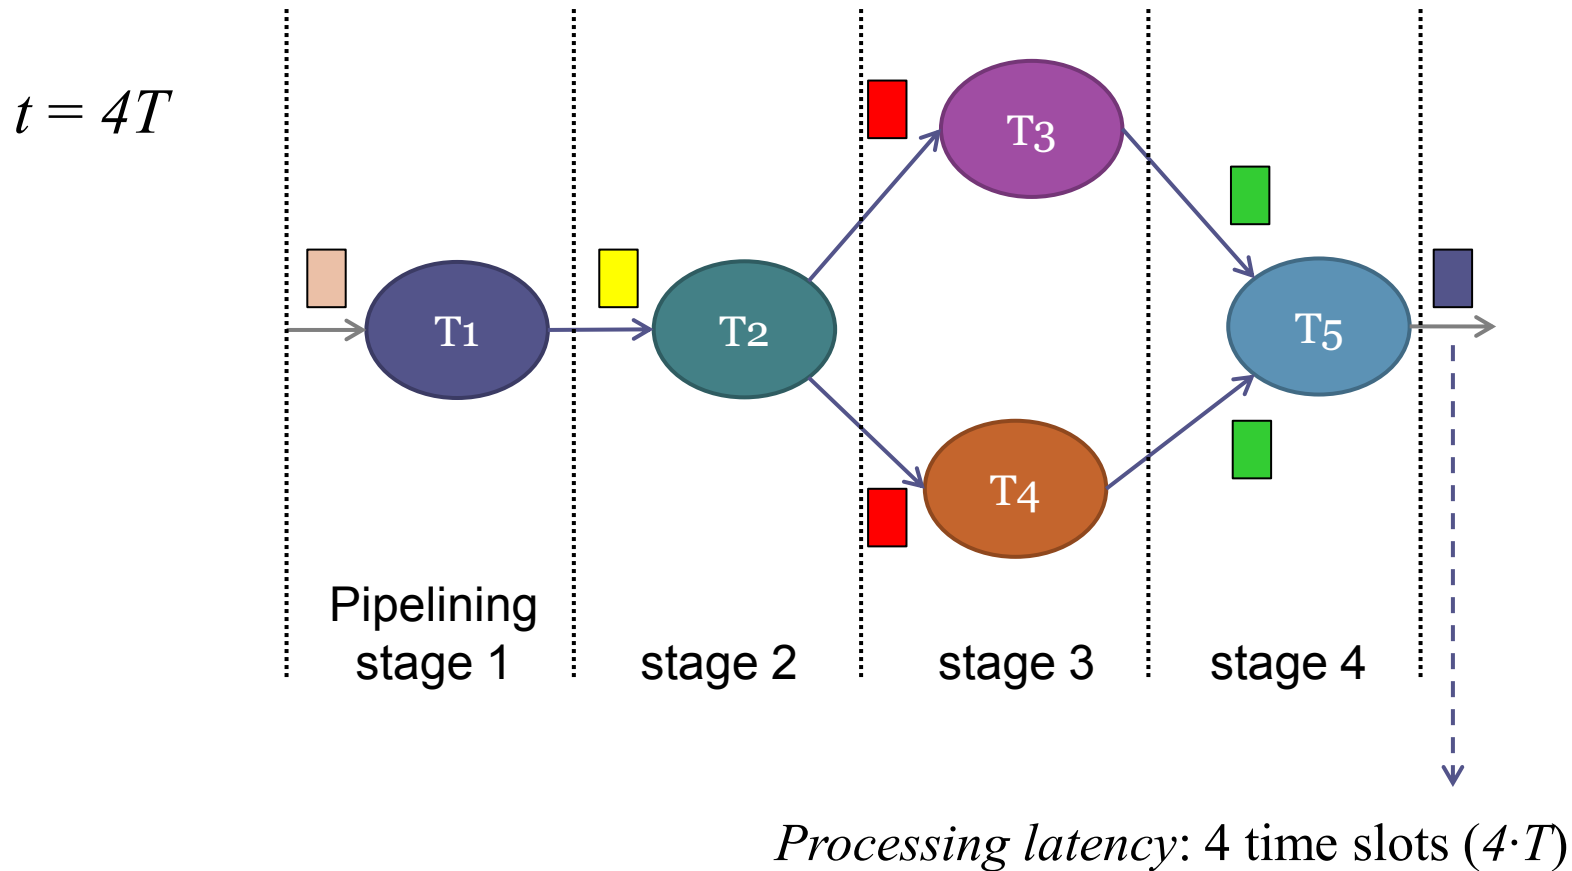 t = 4T
T3
T1
T2
T5
T4
Pipelining
stage 1
stage 2
stage 3
stage 4
Processing latency: 4 time slots (4·T)